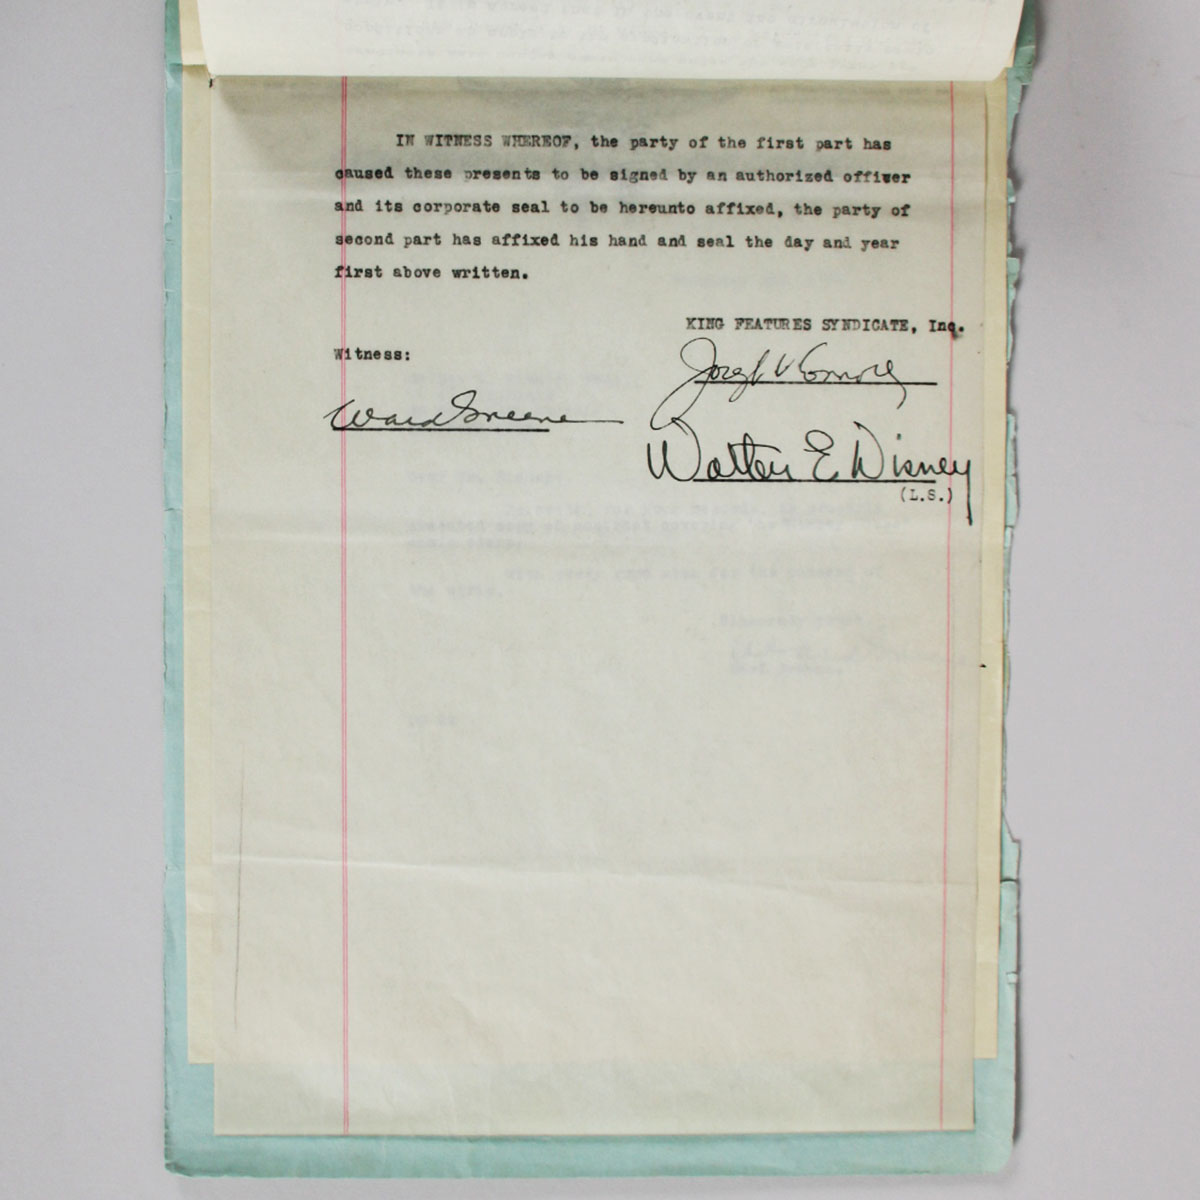 IN WITNESS WHEREOF, the party of the first part has
caused these presents to be signed by an authorized officer
and its corporate seal to be hereunto affixed, the party of
second part has affixed his hand and seal the day and year
first above written.
KING FEATURES SYNDICATE, Inc.
Witness:
Joseph V Connolly
Ward Greene
Walter E Disney
(L.S.)